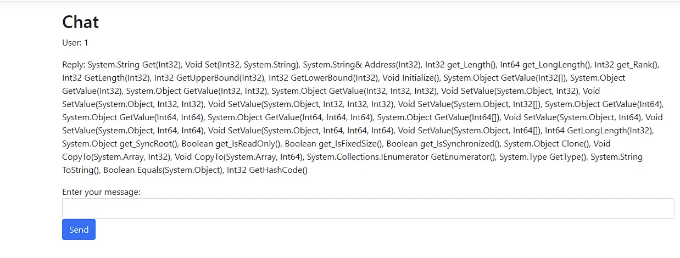 Chat
User: 1
Reply: System.String Get(Int32), Void Set(Int32, System.String), System.String& Address(Int32), Int32 get_Length(), Int64 get_LongLength(), Int32 get_Rank(),
Int32 GetLength(Int32), Int32 GetUpperBound(Int32), Int32 GetLowerBound(Int32), Void Initialize(), System.Object GetValue(Int32[]), System.Object
GetValue(Int32), System.Object GetValue(Int32, Int32), System.Object GetValue(Int32, Int32, Int32), Void SetValue(System.Object, Int32), Void
SetValue(System.Object, Int32, Int32), Void SetValue(System.Object, Int32, Int32, Int32), Void SetValue(System.Object, Int32[]), System.Object GetValue(Int64),
System.Object GetValue(Int64, Int64), System.Object GetValue(Int64, Int64, Int64), System.Object GetValue(Int64[]), Void SetValue(System.Object, Int64), Void
SetValue(System.Object, Int64, Int64), Void SetValue(System.Object, Int64, Int64, Int64), Void SetValue(System.Object, Int64[]), Int64 GetLongLength(Int32),
System.Object get_SyncRoot(), Boolean get_IsReadOnly(), Boolean get_IsFixedSize(), Boolean get_IsSynchronized(), System.Object Clone(), Void
CopyTo(System.Array, Int32), Void CopyTo(System.Array, Int64), System.Collections.IEnumerator GetEnumerator(), System.Type GetType(), System.String
ToString(), Boolean Equals(System.Object), Int32 GetHashCode()
Enter your message:
Send